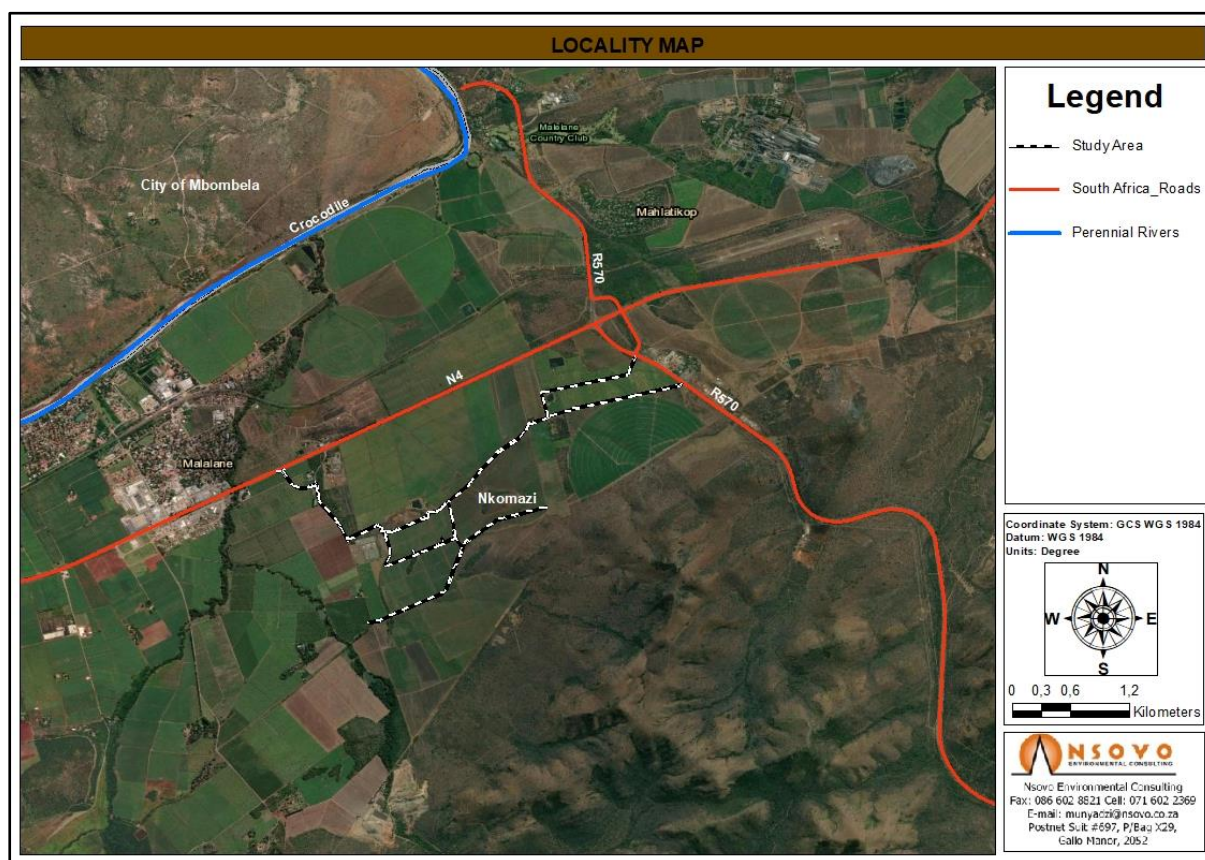 LOCALITY MAP
Malelane
Country Club
City of Mbombela
Crocodile
Mahlatikop
R570
N4
R570
Malalane
Nkomazi
Legend
Study Area
South Africa_Roads
Perennial Rivers
Coordinate System: GCS WGS 1984
Datum: WGS 1984
Units: Degree
N
W
E
S
0 0,3 0,6 1,2
Kilometers
NSOVO
ENVIRONMENTAL CONSULTING
Nsovo Environmental Consulting
Fax: 086 602 8821 Cell: 071 602 2369
E-mail: munyadzi@nsovo.co.za
Postnet Suit #697, P/Bag X29,
Gallo Manor, 2052